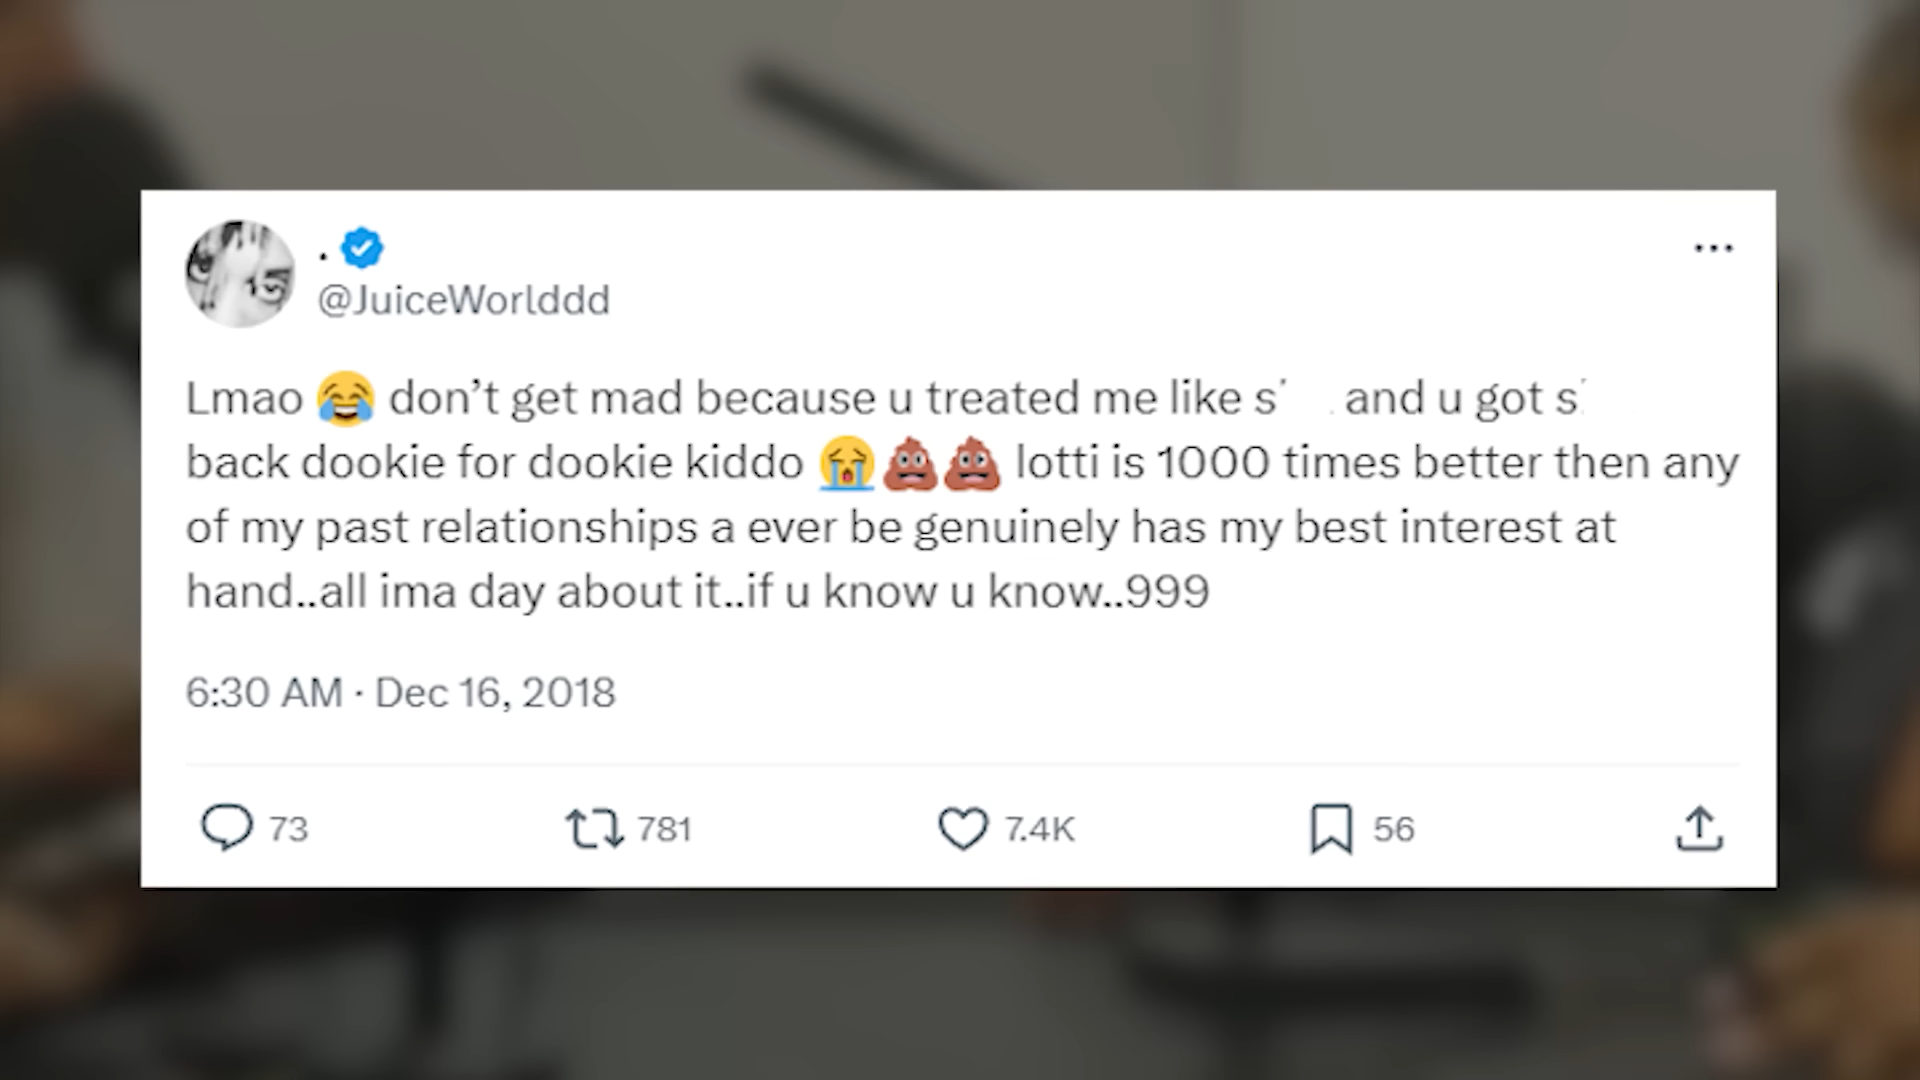 .
@JuiceWorlddd
Lmao 😂 don't get mad because u treated me like s and u got s
back dookie for dookie kiddo 😭💩💩 lotti is 1000 times better then any
of my past relationships a ever be genuinely has my best interest at
hand..all ima day about it..if u know u know..999
6:30 AM · Dec 16, 2018
73 781 7.4K 56